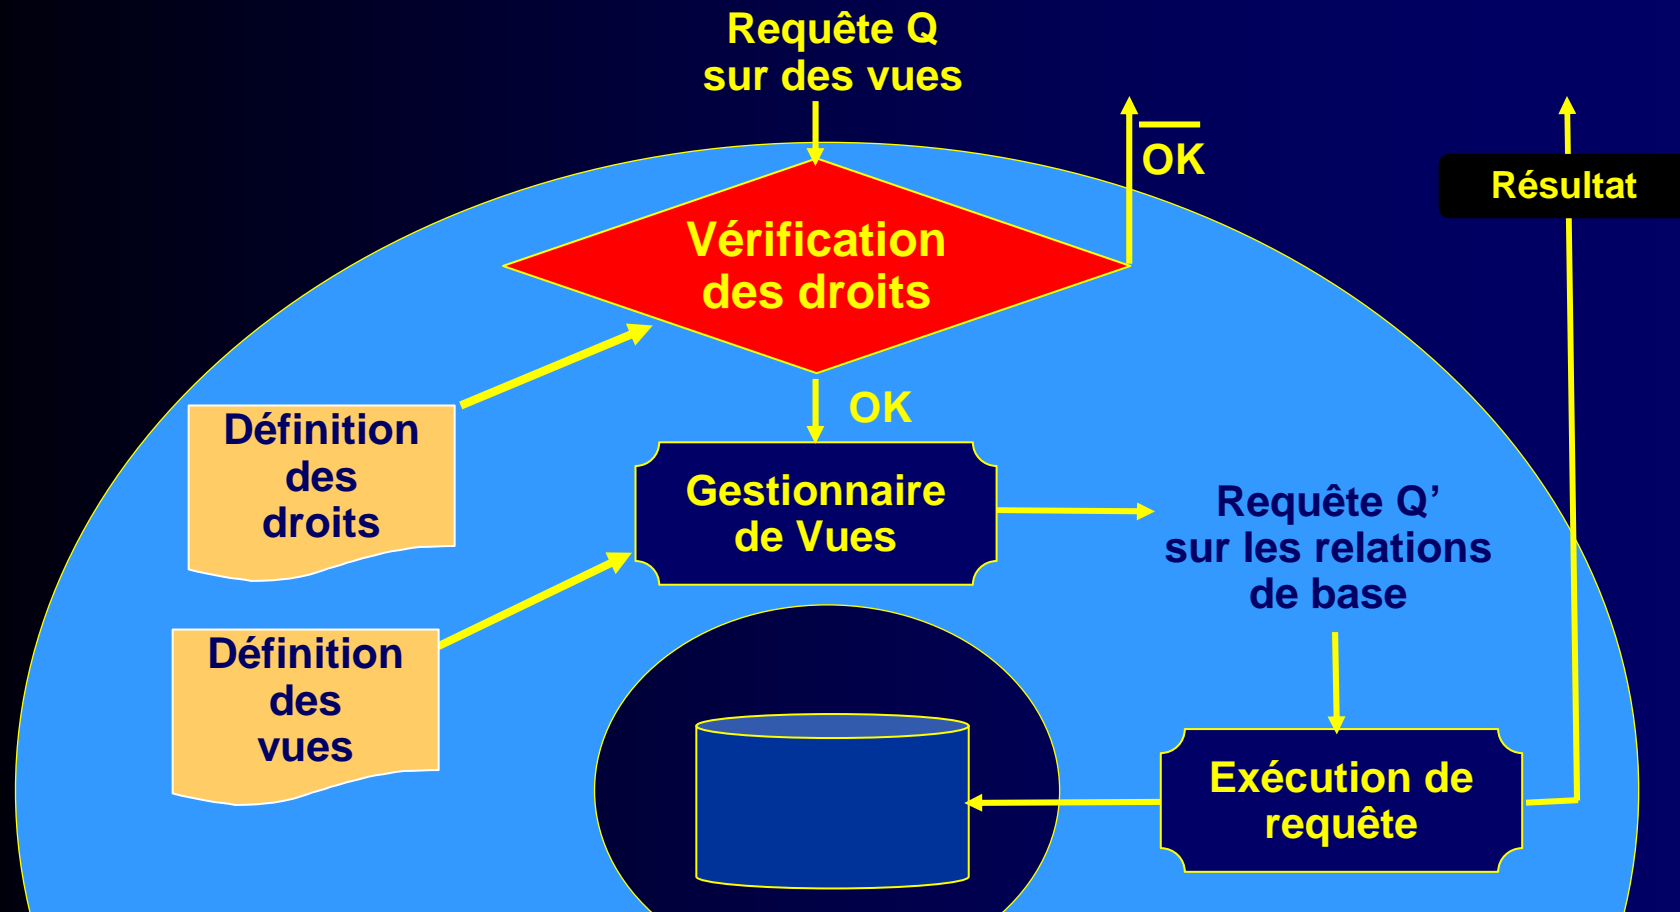 Requête Q
sur des vues
OK
Résultat
Vérification
des droits
OK
Définition
des
droits
Gestionnaire
de Vues
Requête Q’
sur les relations
de base
Définition
des
vues
Exécution de
requête